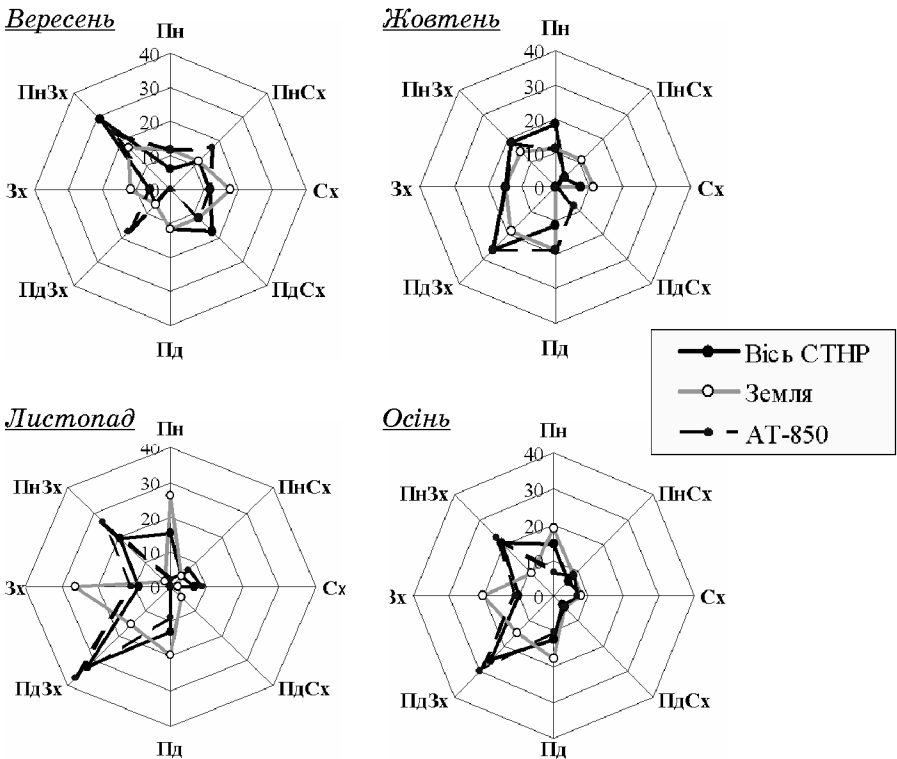 Вересень
Пн
40
30
20
10
0
ПнЗх
ПнСх
Зх
Сх
ПдЗх
ПдСх
Пд
Жовтень
Пн
40
30
20
10
0
ПнЗх
ПнСх
Зх
Сх
ПдЗх
ПдСх
Пд
Вісь СТНР
Земля
АТ-850
Листопад
Пн
40
30
20
10
0
ПнЗх
ПнСх
Зх
Сх
ПдЗх
ПдСх
Пд
Осінь
Пн
40
30
20
10
0
ПнЗх
ПнСх
Зх
Сх
ПдЗх
ПдСх
Пд